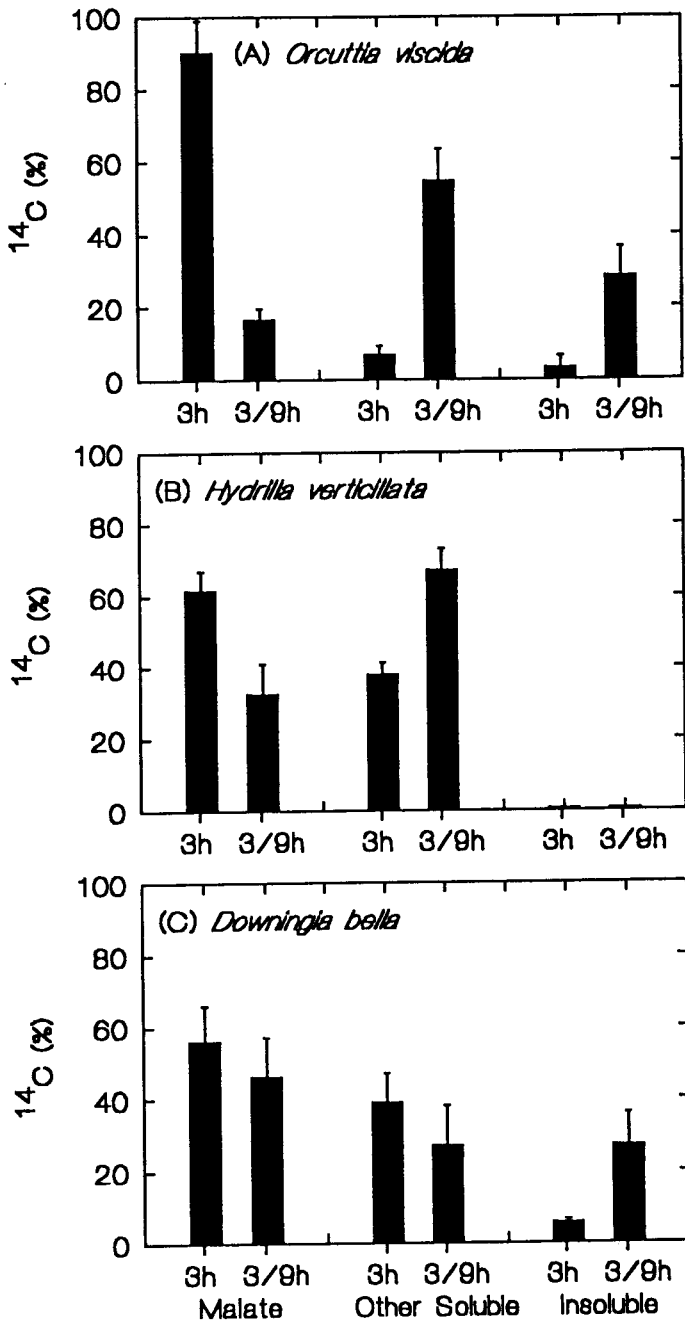 (A) Orcuttia viscida
14C (%)
100
80
60
40
20
0
3h 3/9h 3h 3/9h 3h 3/9h
(B) Hydrilla verticillata
14C (%)
100
80
60
40
20
0
3h 3/9h 3h 3/9h 3h 3/9h
(C) Downingia bella
14C (%)
100
80
60
40
20
0
3h 3/9h 3h 3/9h 3h 3/9h
Malate Other Soluble Insoluble